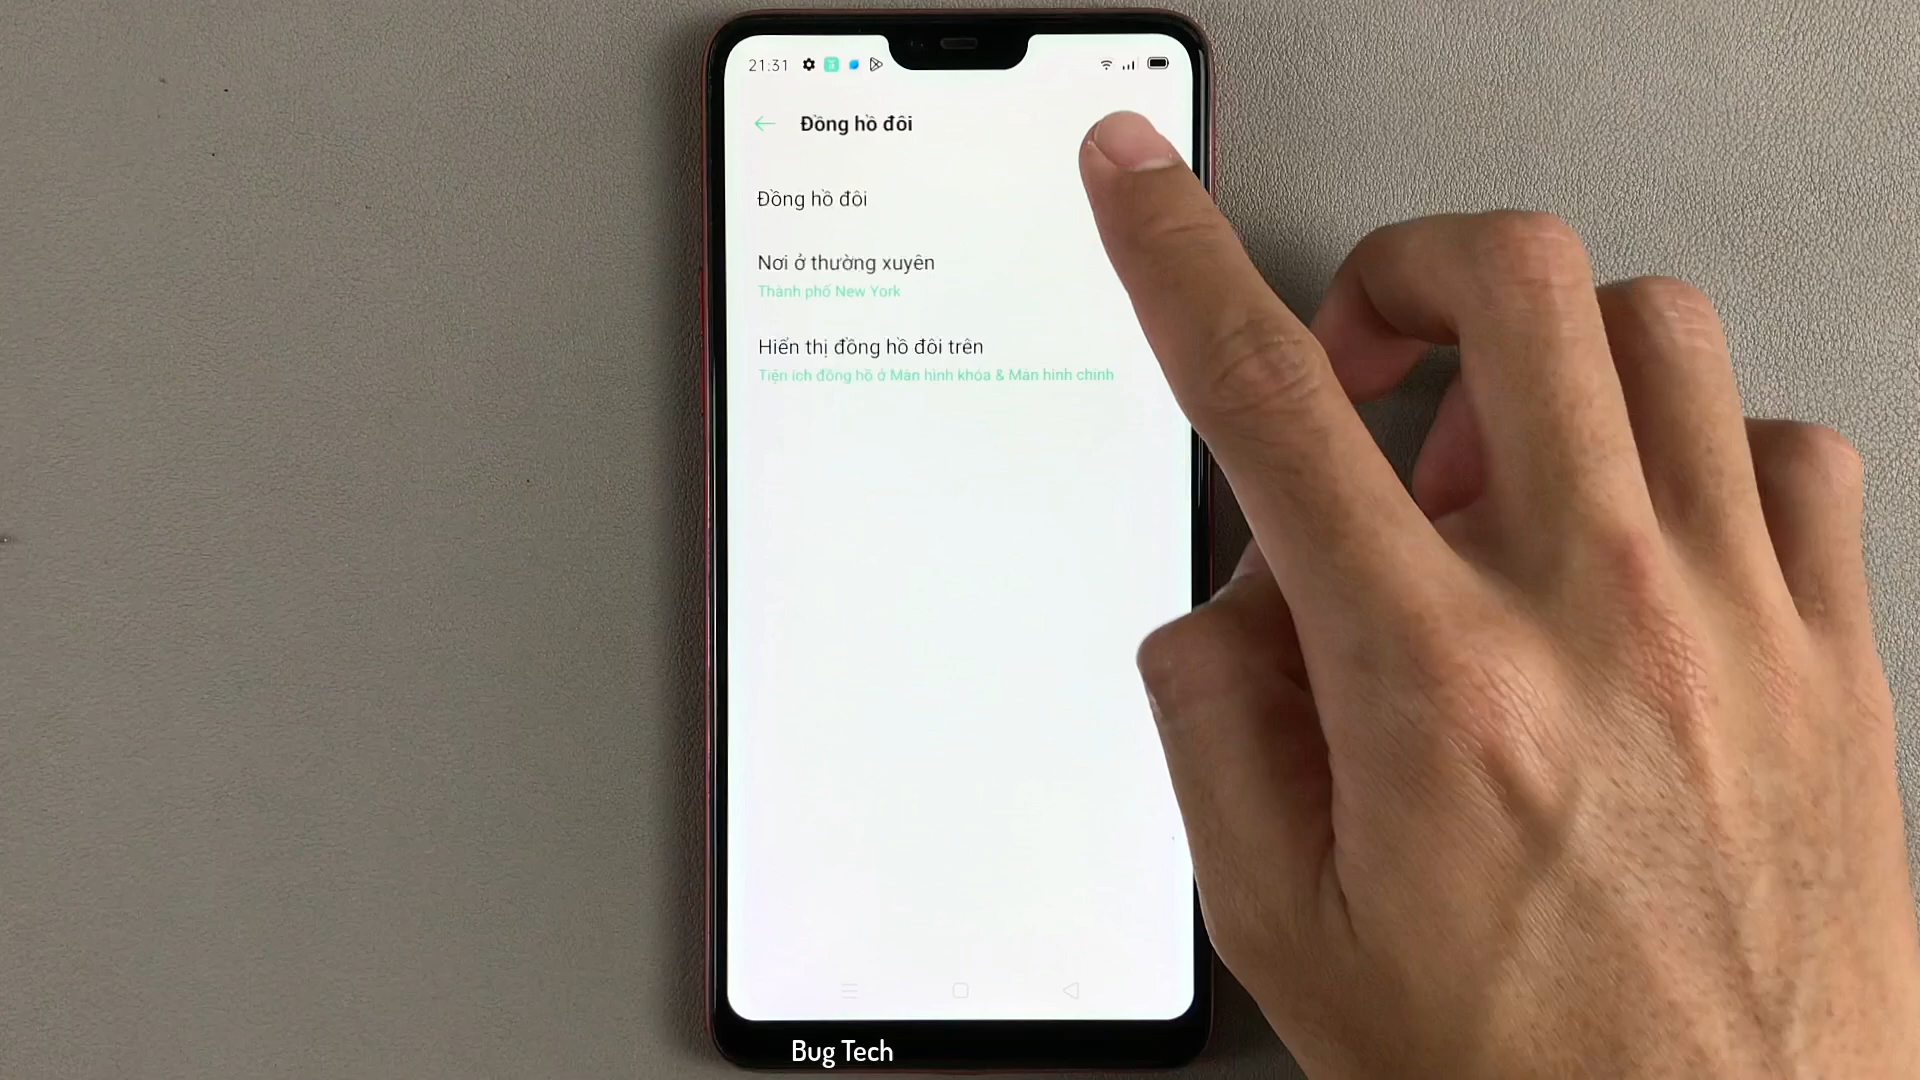 21:31
Đồng hồ đôi
Đồng hồ đôi
Nơi ở thường xuyên
Thành phố New York
Hiển thị đồng hồ đôi trên
Tiện ích đồng hồ ở Màn hình khóa & Màn hình chính
Bug Tech